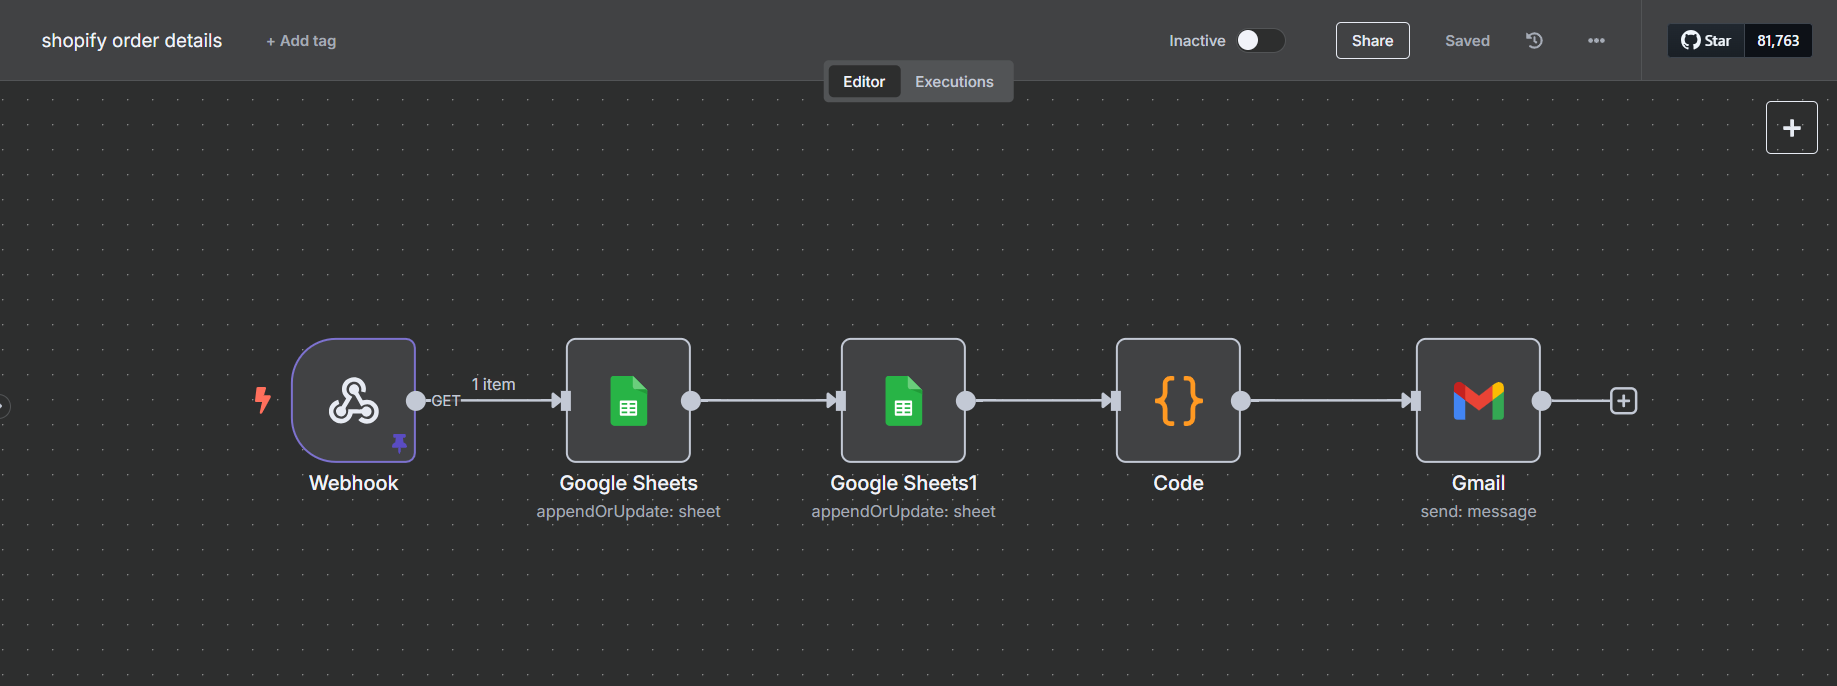 shopify order details
+ Add tag
Inactive
Share
Saved
Star
81,763
Editor
Executions
GET
1 item
Webhook
Google Sheets
appendOrUpdate: sheet
Google Sheets1
appendOrUpdate: sheet
Code
Gmail
send: message